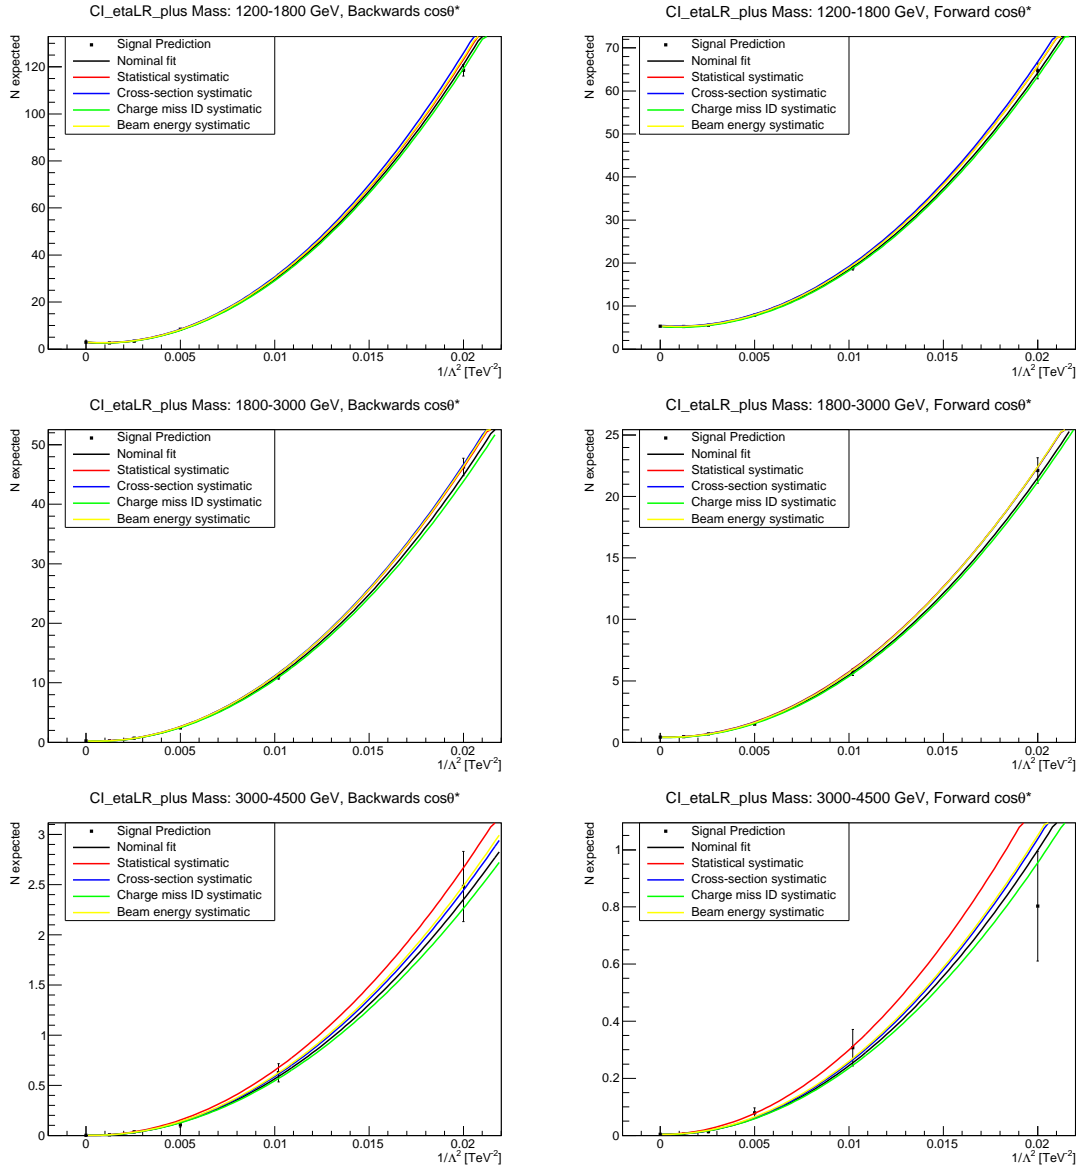 CI_etaLR_plus Mass: 1200-1800 GeV, Backwards cosθ*
N expected
Signal Prediction
Nominal fit
Statistical systimatic
Cross-section systimatic
Charge miss ID systimatic
Beam energy systimatic
120
100
80
60
40
20
0
0 0.005 0.01 0.015 0.02
1/Λ² [TeV⁻²]
CI_etaLR_plus Mass: 1200-1800 GeV, Forward cosθ*
N expected
Signal Prediction
Nominal fit
Statistical systimatic
Cross-section systimatic
Charge miss ID systimatic
Beam energy systimatic
70
60
50
40
30
20
10
0
0 0.005 0.01 0.015 0.02
1/Λ² [TeV⁻²]
CI_etaLR_plus Mass: 1800-3000 GeV, Backwards cosθ*
N expected
Signal Prediction
Nominal fit
Statistical systimatic
Cross-section systimatic
Charge miss ID systimatic
Beam energy systimatic
50
40
30
20
10
0
0 0.005 0.01 0.015 0.02
1/Λ² [TeV⁻²]
CI_etaLR_plus Mass: 1800-3000 GeV, Forward cosθ*
N expected
Signal Prediction
Nominal fit
Statistical systimatic
Cross-section systimatic
Charge miss ID systimatic
Beam energy systimatic
25
20
15
10
5
0
0 0.005 0.01 0.015 0.02
1/Λ² [TeV⁻²]
CI_etaLR_plus Mass: 3000-4500 GeV, Backwards cosθ*
N expected
Signal Prediction
Nominal fit
Statistical systimatic
Cross-section systimatic
Charge miss ID systimatic
Beam energy systimatic
3
2.5
2
1.5
1
0.5
0
0 0.005 0.01 0.015 0.02
1/Λ² [TeV⁻²]
CI_etaLR_plus Mass: 3000-4500 GeV, Forward cosθ*
N expected
Signal Prediction
Nominal fit
Statistical systimatic
Cross-section systimatic
Charge miss ID systimatic
Beam energy systimatic
1
0.8
0.6
0.4
0.2
0
0 0.005 0.01 0.015 0.02
1/Λ² [TeV⁻²]